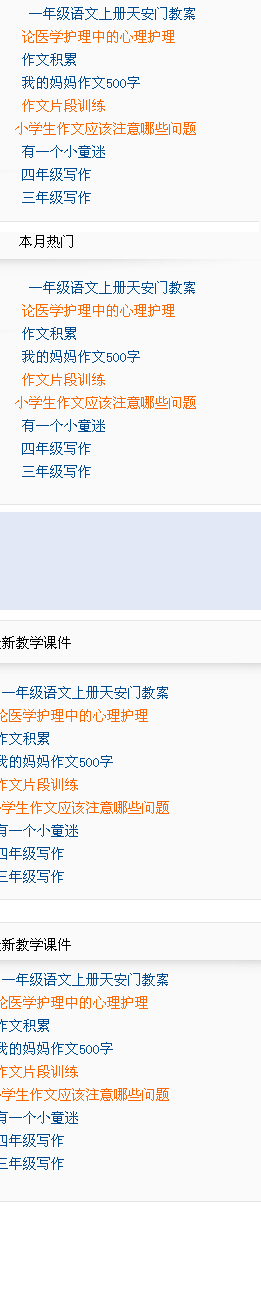 一年级语文上册天安门教案
论医学护理中的心理护理
作文积累
我的妈妈作文500字
作文片段训练
小学生作文应该注意哪些问题
有一个小童迷
四年级写作
三年级写作
本月热门
一年级语文上册天安门教案
论医学护理中的心理护理
作文积累
我的妈妈作文500字
作文片段训练
小学生作文应该注意哪些问题
有一个小童迷
四年级写作
三年级写作
新教学课件
一年级语文上册天安门教案
论医学护理中的心理护理
作文积累
我的妈妈作文500字
作文片段训练
学生作文应该注意哪些问题
有一个小童迷
四年级写作
三年级写作
新教学课件
一年级语文上册天安门教案
论医学护理中的心理护理
作文积累
我的妈妈作文500字
作文片段训练
学生作文应该注意哪些问题
有一个小童迷
四年级写作
三年级写作